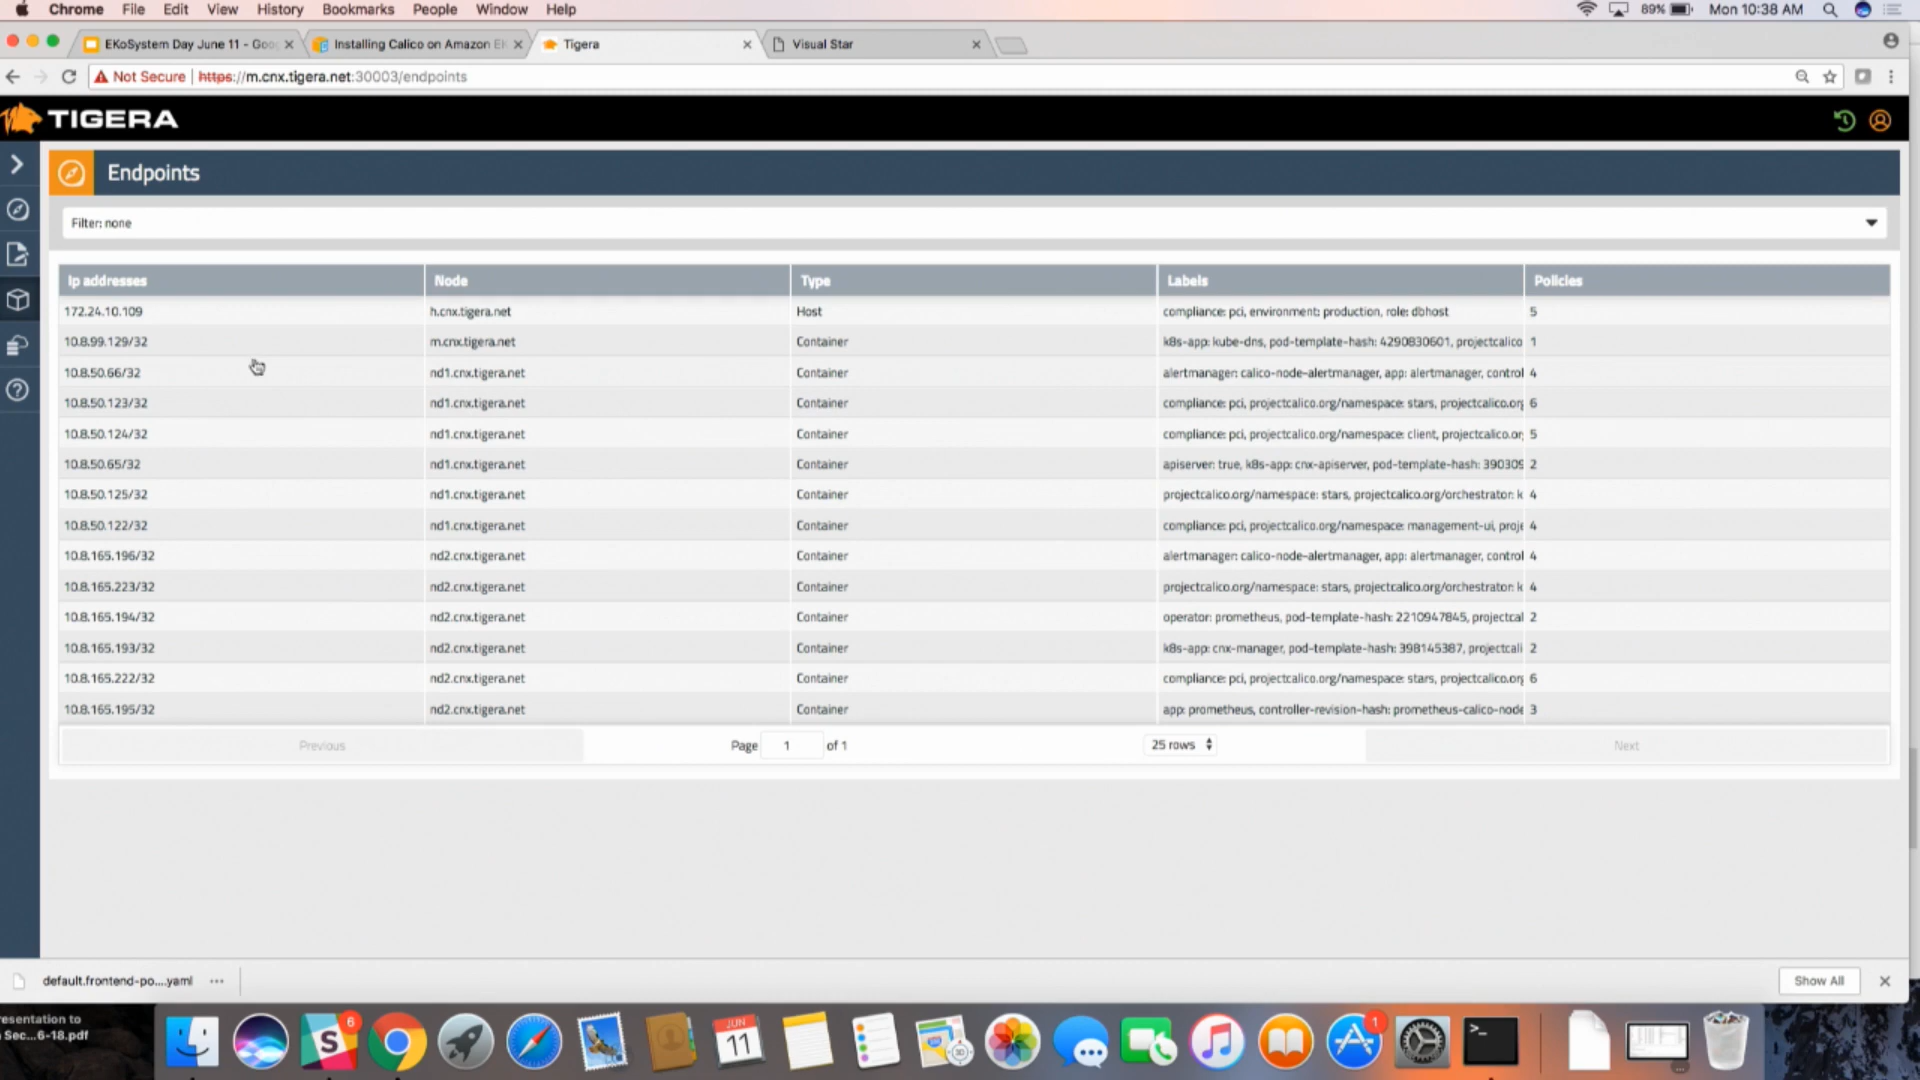 Chrome File Edit View History Bookmarks People Window Help 89% Mon 10:38 AM
EKoSystem Day June 11 - Goo Installing Calico on Amazon EK Tigera Visual Star
Not Secure https://m.cnx.tigera.net:30003/endpoints
TIGERA
Endpoints
Filter: none
Ip addresses Node Type Labels Policies
172.24.10.109 h.cnx.tigera.net Host compliance: pci, environment: production, role: dbhost 5
10.8.99.129/32 m.cnx.tigera.net Container k8s-app: kube-dns, pod-template-hash: 4290830601, projectcalico 1
10.8.50.66/32 nd1.cnx.tigera.net Container alertmanager: calico-node-alertmanager, app: alertmanager, control 4
10.8.50.123/32 nd1.cnx.tigera.net Container compliance: pci, projectcalico.org/namespace: stars, projectcalico.org 6
10.8.50.124/32 nd1.cnx.tigera.net Container compliance: pci, projectcalico.org/namespace: client, projectcalico.or 5
10.8.50.65/32 nd1.cnx.tigera.net Container apiserver: true, k8s-app: cnx-apiserver, pod-template-hash: 390309 2
10.8.50.125/32 nd1.cnx.tigera.net Container projectcalico.org/namespace: stars, projectcalico.org/orchestrator: k 4
10.8.50.122/32 nd1.cnx.tigera.net Container compliance: pci, projectcalico.org/namespace: management-ui, proje 4
10.8.165.196/32 nd2.cnx.tigera.net Container alertmanager: calico-node-alertmanager, app: alertmanager, control 4
10.8.165.223/32 nd2.cnx.tigera.net Container projectcalico.org/namespace: stars, projectcalico.org/orchestrator: k 4
10.8.165.194/32 nd2.cnx.tigera.net Container operator: prometheus, pod-template-hash: 2210947845, projectcal 2
10.8.165.193/32 nd2.cnx.tigera.net Container k8s-app: cnx-manager, pod-template-hash: 398145387, projectcali 2
10.8.165.222/32 nd2.cnx.tigera.net Container compliance: pci, projectcalico.org/namespace: stars, projectcalico.org 6
10.8.165.195/32 nd2.cnx.tigera.net Container app: prometheus, controller-revision-hash: prometheus-calico-node 3
Previous Page 1 of 1 25 rows Next
default.frontend-po....yaml Show All
resentation to
Sec...6-18.pdf
6
JUN
11
1